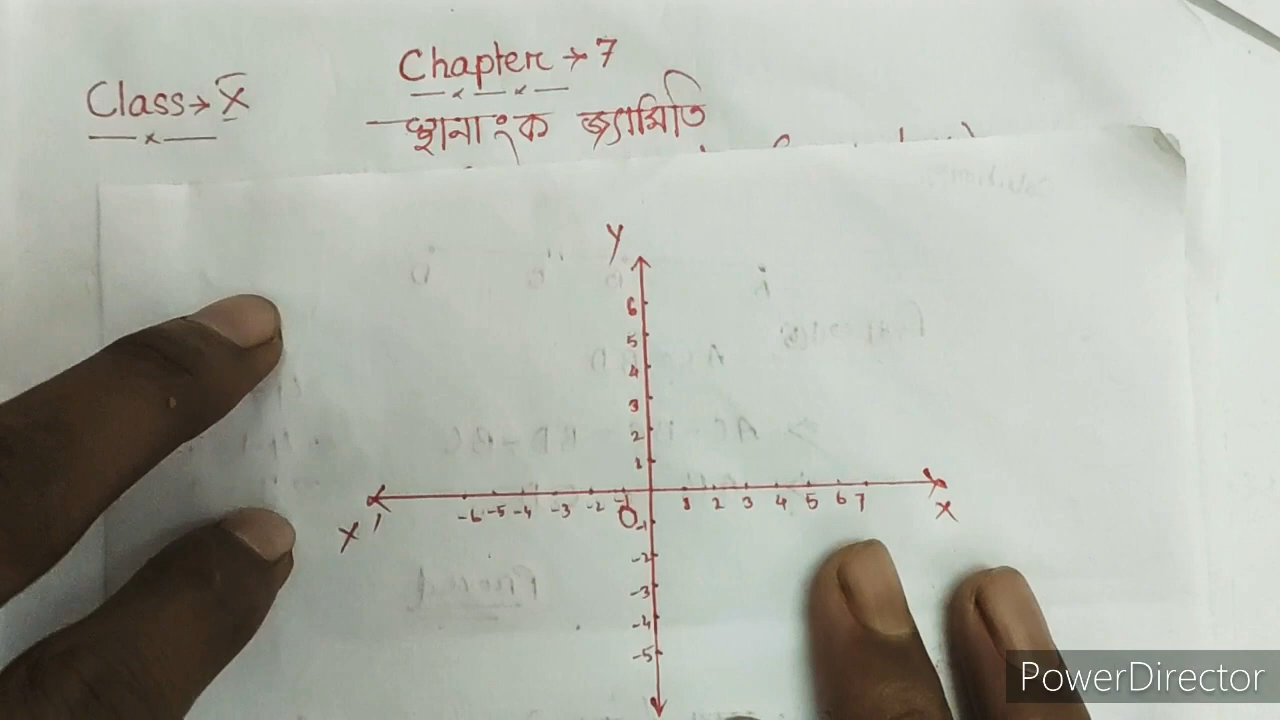 Chapter → 7
Class → X
স্থানাংক জ্যামিতি
Y
6
5
4
3
2
1
-6 -5 -4 -3 -2 -1 O 1 2 3 4 5 6 7
X' X
-1
-2
-3
-4
-5
PowerDirector